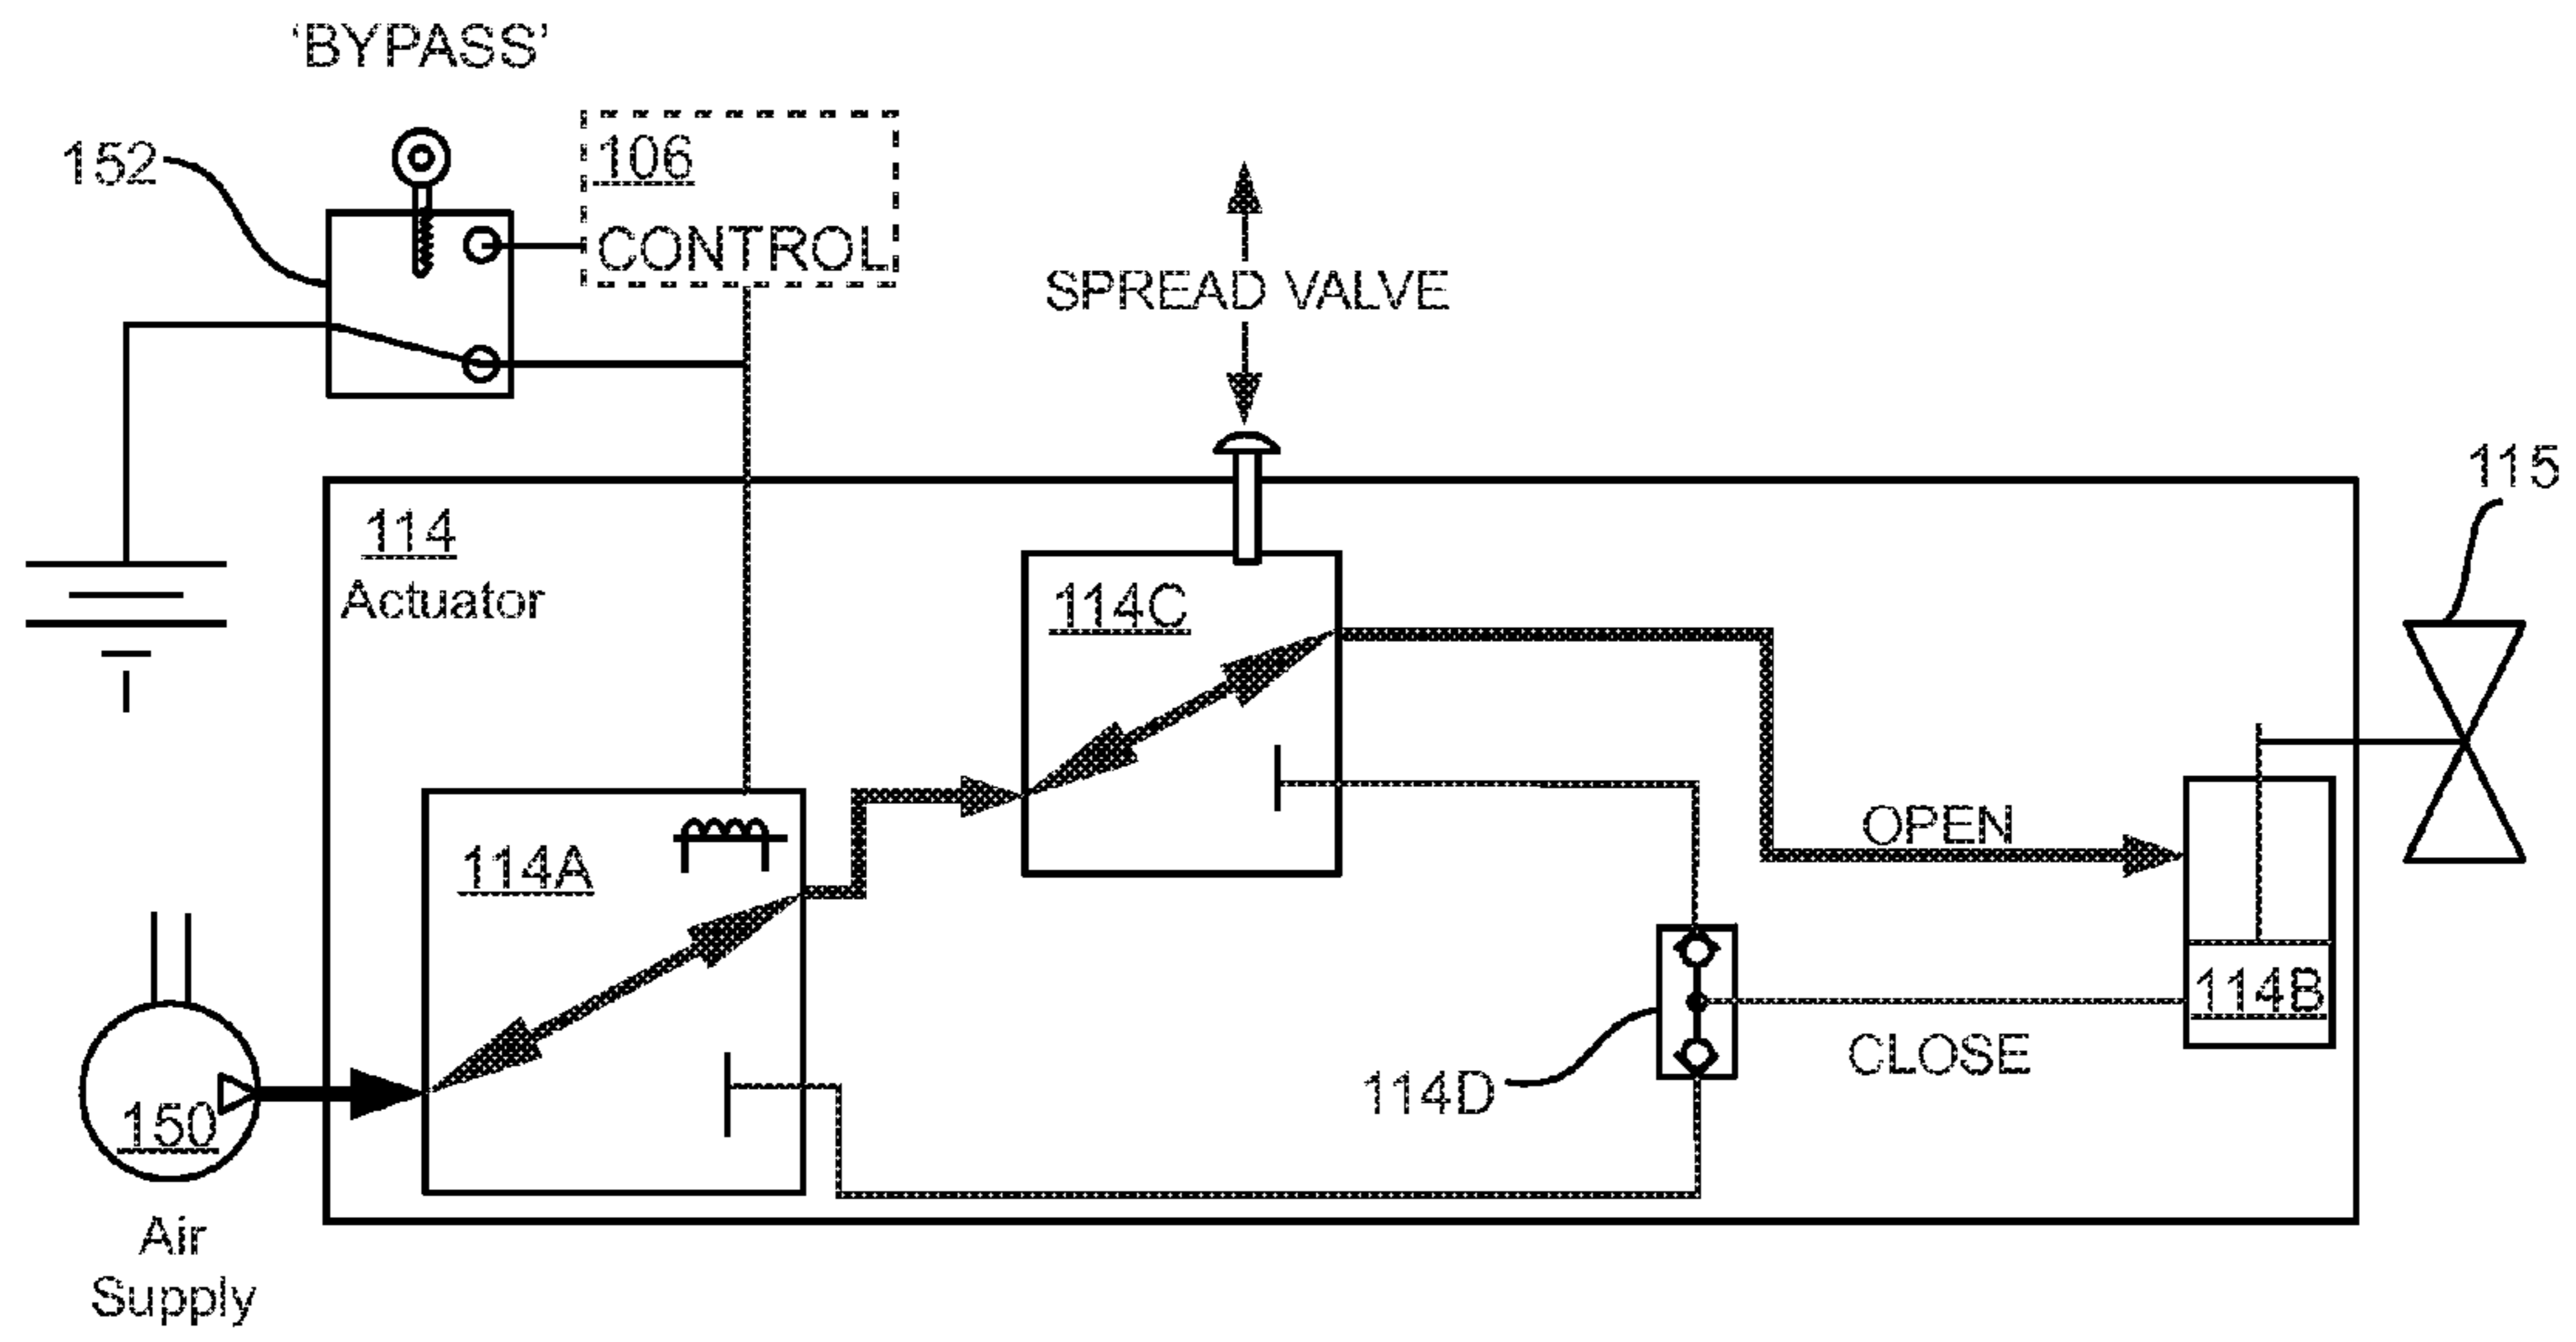 'BYPASS'
152
106
CONTROL
SPREAD VALVE
115
114
Actuator
114C
114A
OPEN
114B
CLOSE
114D
150
Air
Supply